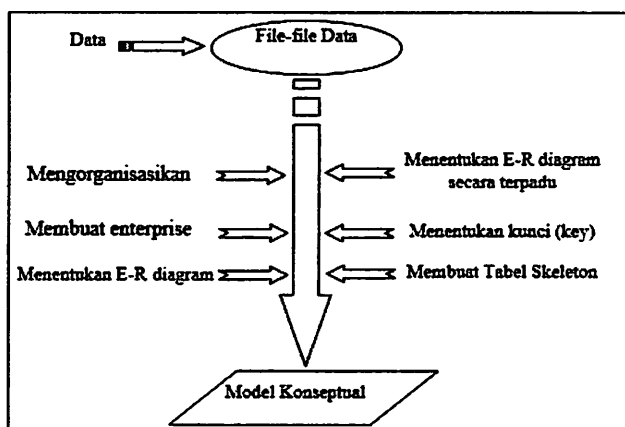 Data
File-file Data
Mengorganisasikan
Menentukan E-R diagram
secara terpadu
Membuat enterprise
Menentukan kunci (key)
Menentukan E-R diagram
Membuat Tabel Skeleton
Model Konseptual